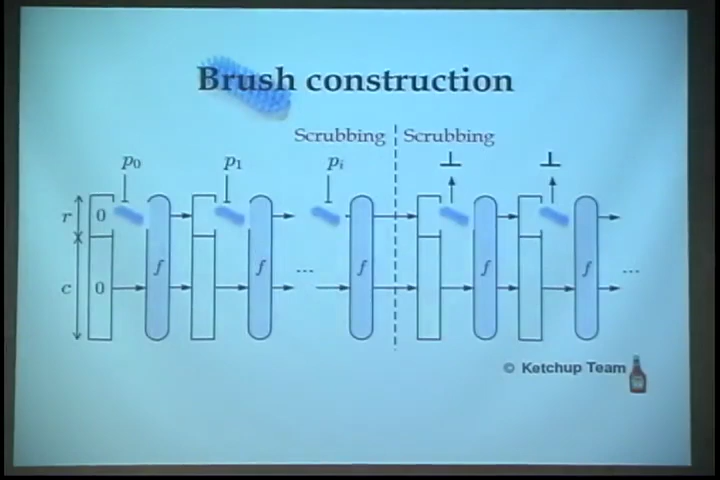 Brush construction
Scrubbing Scrubbing
p0 p1 pi ⊥ ⊥
r 0
c 0 f f ... f f f ...
© Ketchup Team